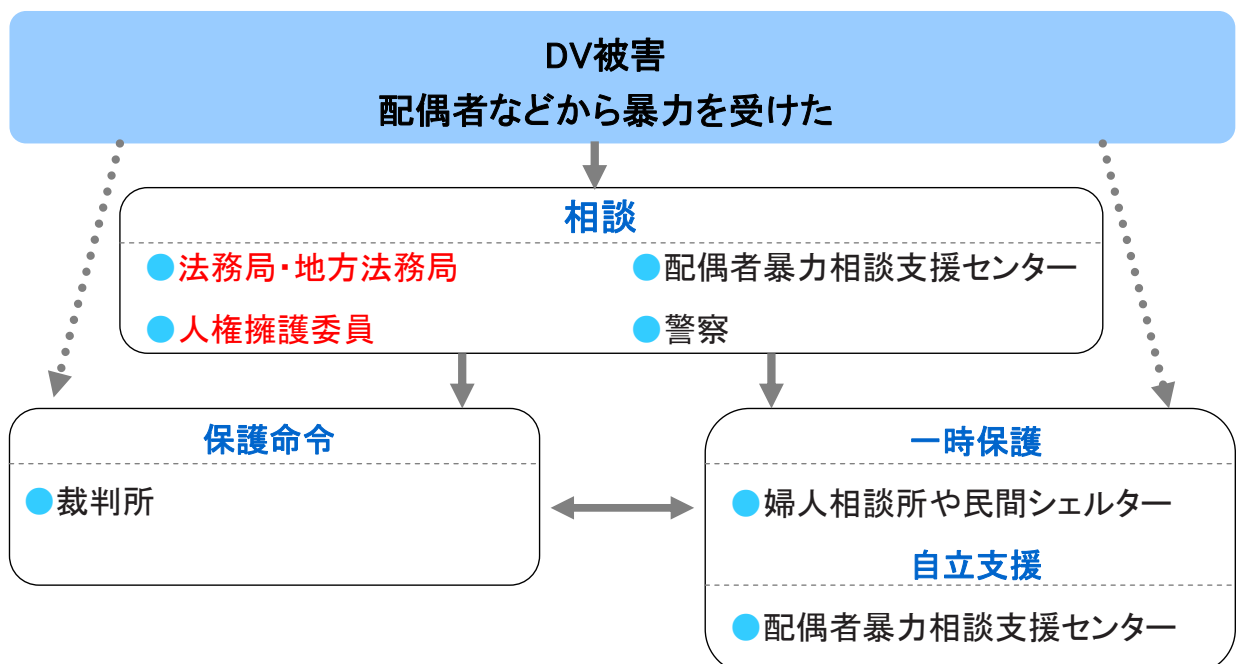 DV被害
配偶者などから暴力を受けた
相談
●法務局・地方法務局
●配偶者暴力相談支援センター
●人権擁護委員
●警察
保護命令
●裁判所
一時保護
●婦人相談所や民間シェルター
自立支援
●配偶者暴力相談支援センター